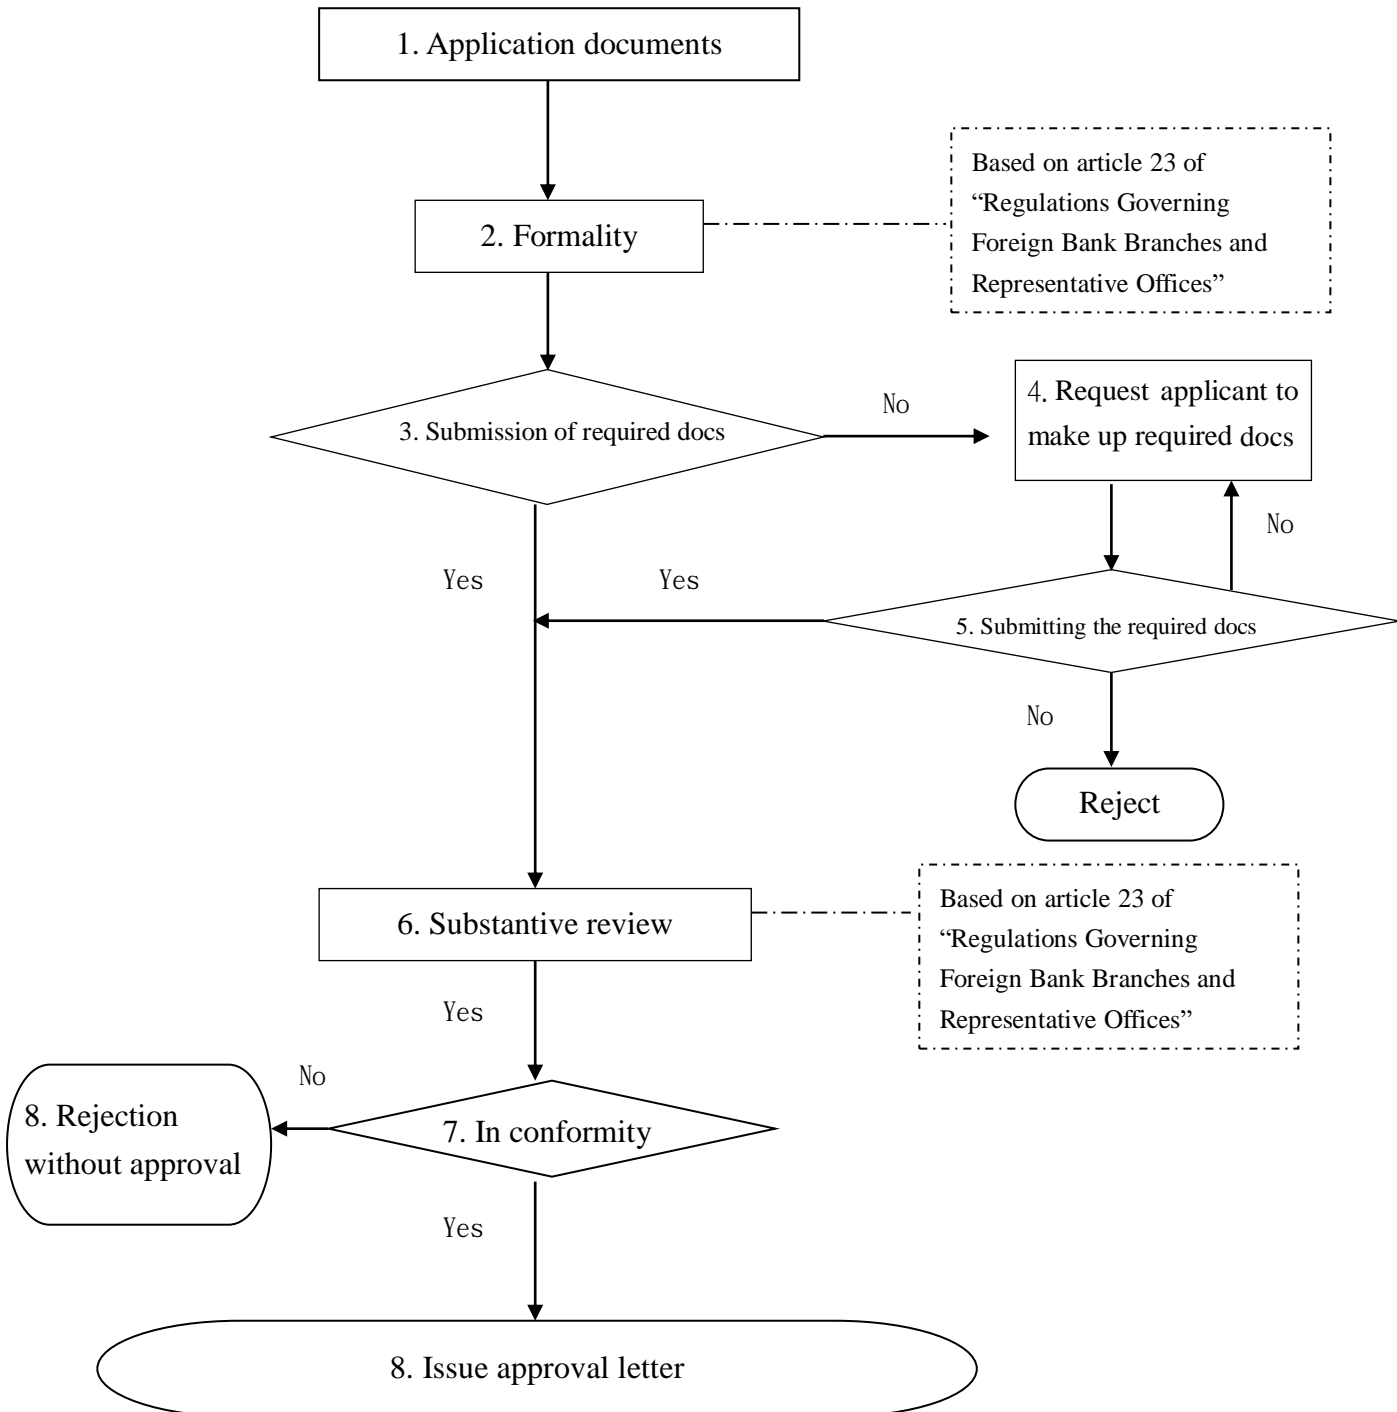 1. Application documents
Based on article 23 of
“Regulations Governing
Foreign Bank Branches and
Representative Offices”
2. Formality
3. Submission of required docs
No
4. Request applicant to
make up required docs
No
Yes
Yes
5. Submitting the required docs
No
Reject
6. Substantive review
Based on article 23 of
“Regulations Governing
Foreign Bank Branches and
Representative Offices”
Yes
No
8. Rejection
without approval
7. In conformity
Yes
8. Issue approval letter